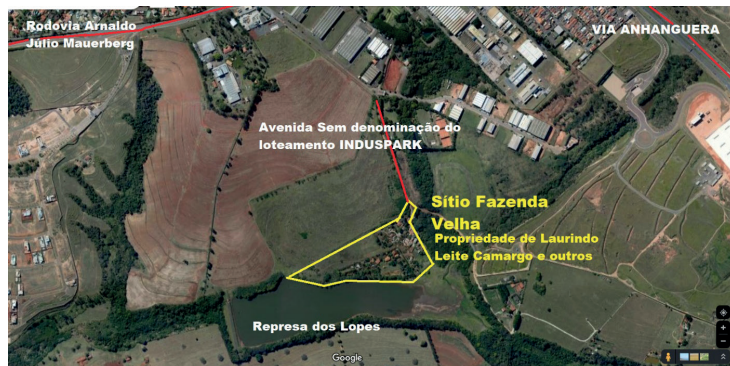 Rodovia Arnaldo
Júlio Mauerberg
VIA ANHANGUERA
Avenida Sem denominação do
loteamento INDUSPARK
Sítio Fazenda
Velha
Propriedade de Laurindo
Leite Camargo e outros
Represa dos Lopes
Google